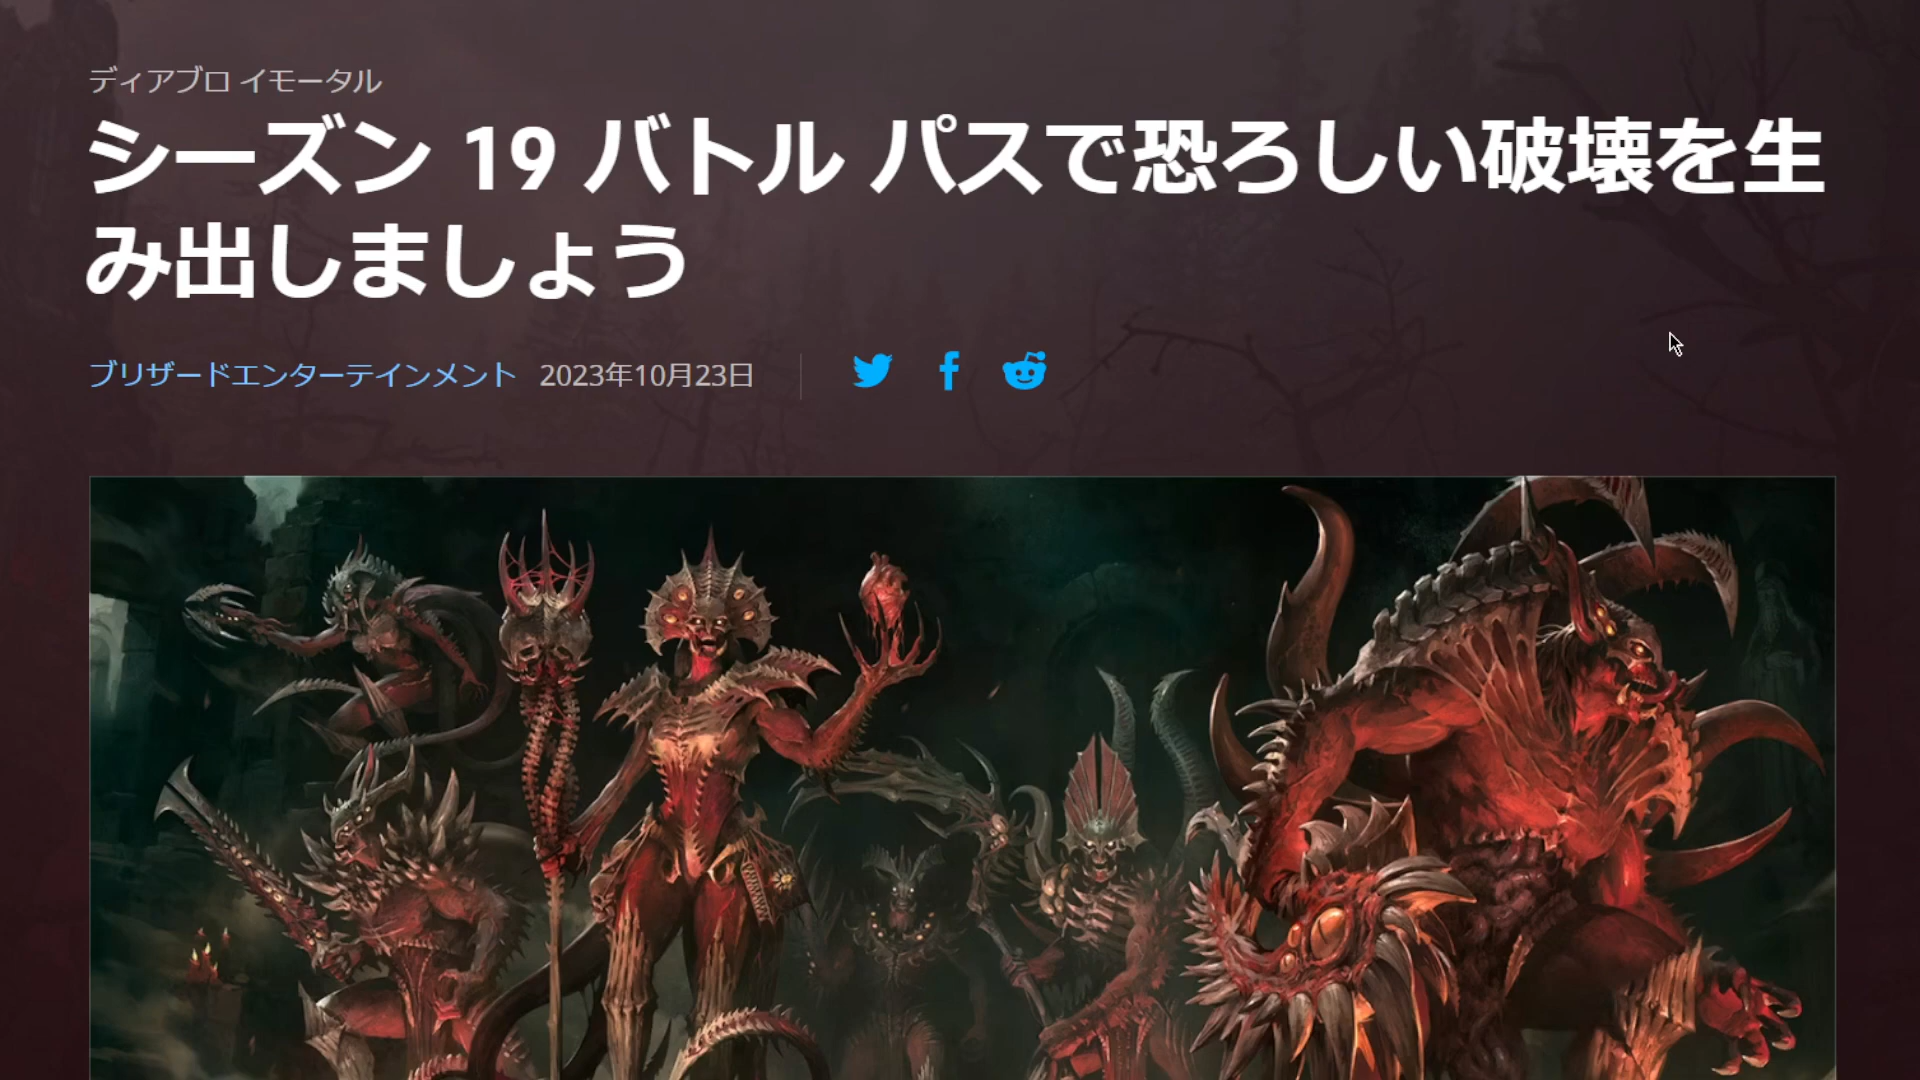 ディアブロ イモータル
シーズン 19 バトル パスで恐ろしい破壊を生
み出しましょう
ブリザードエンターテインメント 2023年10月23日